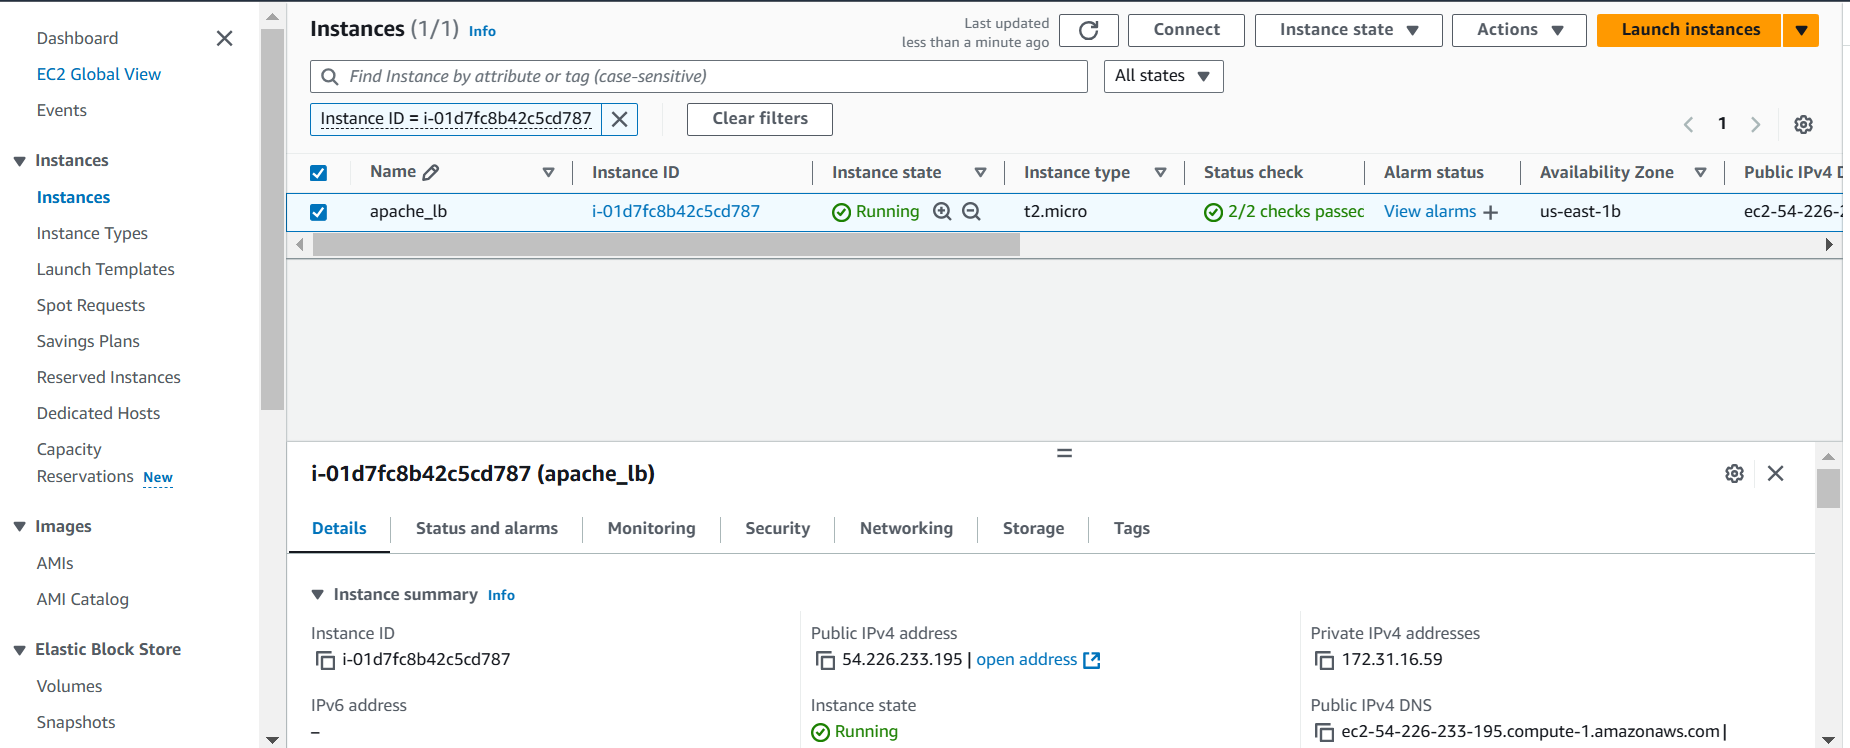 Dashboard
EC2 Global View
Events
Instances
Instances
Instance Types
Launch Templates
Spot Requests
Savings Plans
Reserved Instances
Dedicated Hosts
Capacity
Reservations New
Images
AMIs
AMI Catalog
Elastic Block Store
Volumes
Snapshots
Instances (1/1) Info
Last updated
less than a minute ago
Connect
Instance state
Actions
Launch instances
Find Instance by attribute or tag (case-sensitive)
All states
Instance ID = i-01d7fc8b42c5cd787
Clear filters
1
Name Instance ID Instance state Instance type Status check Alarm status Availability Zone Public IPv4 D
apache_lb i-01d7fc8b42c5cd787 Running t2.micro 2/2 checks passed View alarms + us-east-1b ec2-54-226-2
i-01d7fc8b42c5cd787 (apache_lb)
Details Status and alarms Monitoring Security Networking Storage Tags
Instance summary Info
Instance ID
i-01d7fc8b42c5cd787
Public IPv4 address
54.226.233.195 | open address
Private IPv4 addresses
172.31.16.59
IPv6 address
–
Instance state
Running
Public IPv4 DNS
ec2-54-226-233-195.compute-1.amazonaws.com |